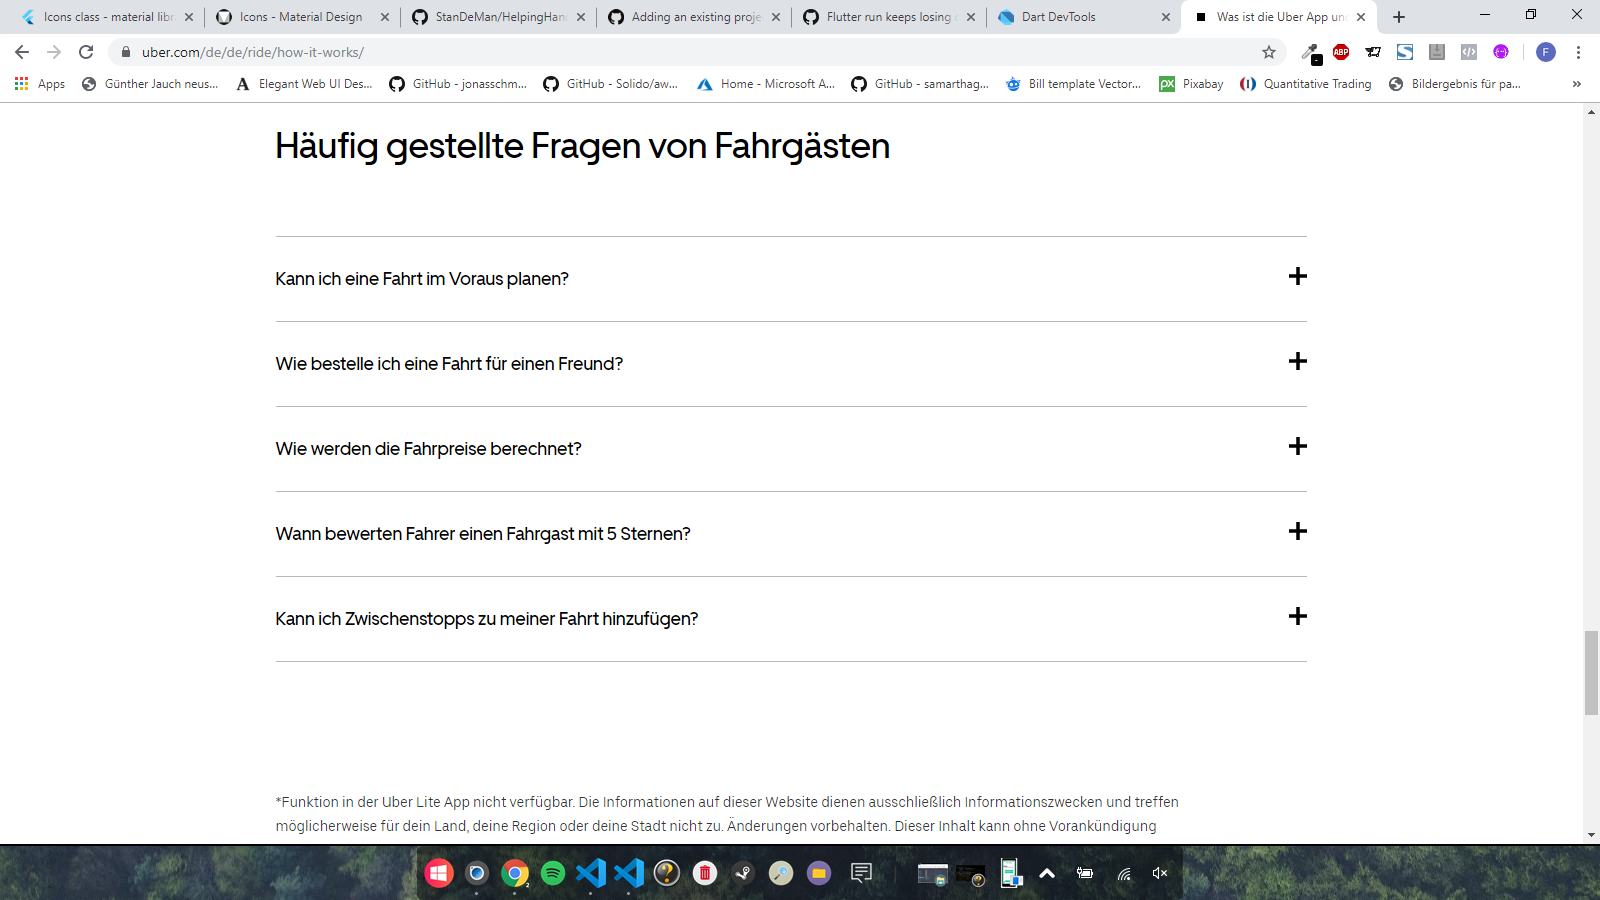 Icons class - material libr
Icons - Material Design
StanDeMan/HelpingHan
Adding an existing proje
Flutter run keeps losing
Dart DevTools
Was ist die Uber App un
uber.com/de/de/ride/how-it-works/
ABP
F
Apps
Günther Jauch neus...
Elegant Web UI Des...
GitHub - jonasschm...
GitHub - Solido/aw...
Home - Microsoft A...
GitHub - samarthag...
Bill template Vector...
Pixabay
Quantitative Trading
Bildergebnis für pa...
»
Häufig gestellte Fragen von Fahrgästen
Kann ich eine Fahrt im Voraus planen?
Wie bestelle ich eine Fahrt für einen Freund?
Wie werden die Fahrpreise berechnet?
Wann bewerten Fahrer einen Fahrgast mit 5 Sternen?
Kann ich Zwischenstopps zu meiner Fahrt hinzufügen?
*Funktion in der Uber Lite App nicht verfügbar. Die Informationen auf dieser Website dienen ausschließlich Informationszwecken und treffen
möglicherweise für dein Land, deine Region oder deine Stadt nicht zu. Änderungen vorbehalten. Dieser Inhalt kann ohne Vorankündigung
2